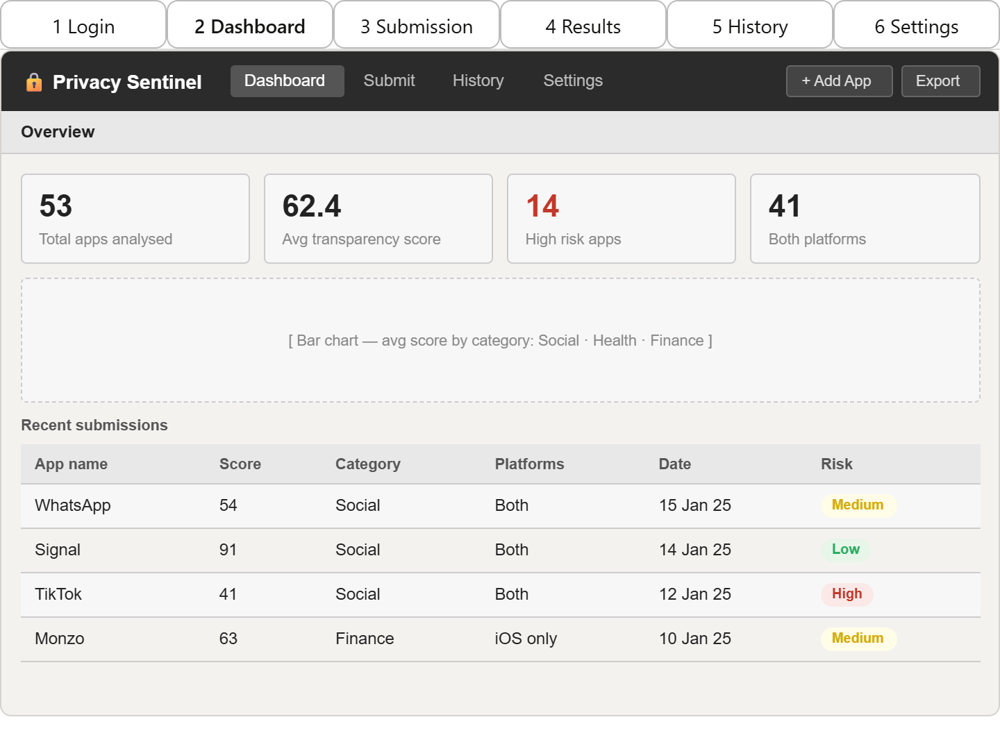 1 Login 2 Dashboard 3 Submission 4 Results 5 History 6 Settings
Privacy Sentinel Dashboard Submit History Settings + Add App Export
Overview
53 62.4 14 41
Total apps analysed Avg transparency score High risk apps Both platforms
[ Bar chart — avg score by category: Social · Health · Finance ]
Recent submissions
App name Score Category Platforms Date Risk
WhatsApp 54 Social Both 15 Jan 25 Medium
Signal 91 Social Both 14 Jan 25 Low
TikTok 41 Social Both 12 Jan 25 High
Monzo 63 Finance iOS only 10 Jan 25 Medium